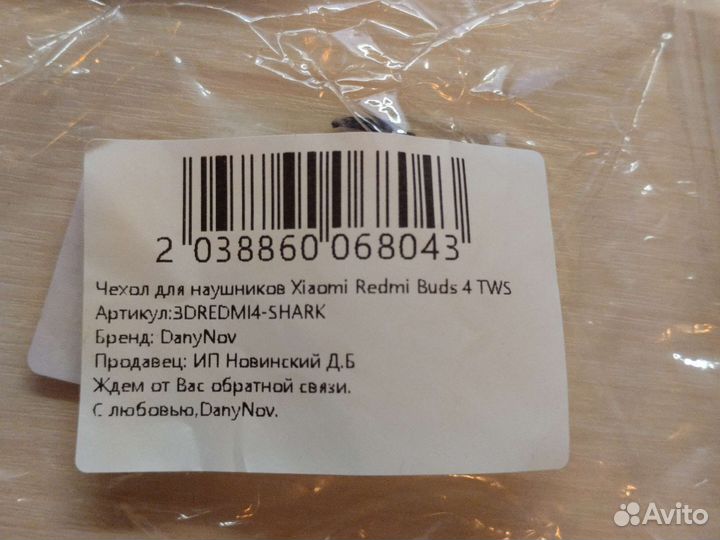 2 038860 068043
Чехол для наушников Xiaomi Redmi Buds 4 TWS
Артикул:3DREDMI4-SHARK
Бренд: DanyNov
Продавец: ИП Новинский Д.Б
Ждем от Вас обратной связи.
С любовью,DanyNov.
Avito